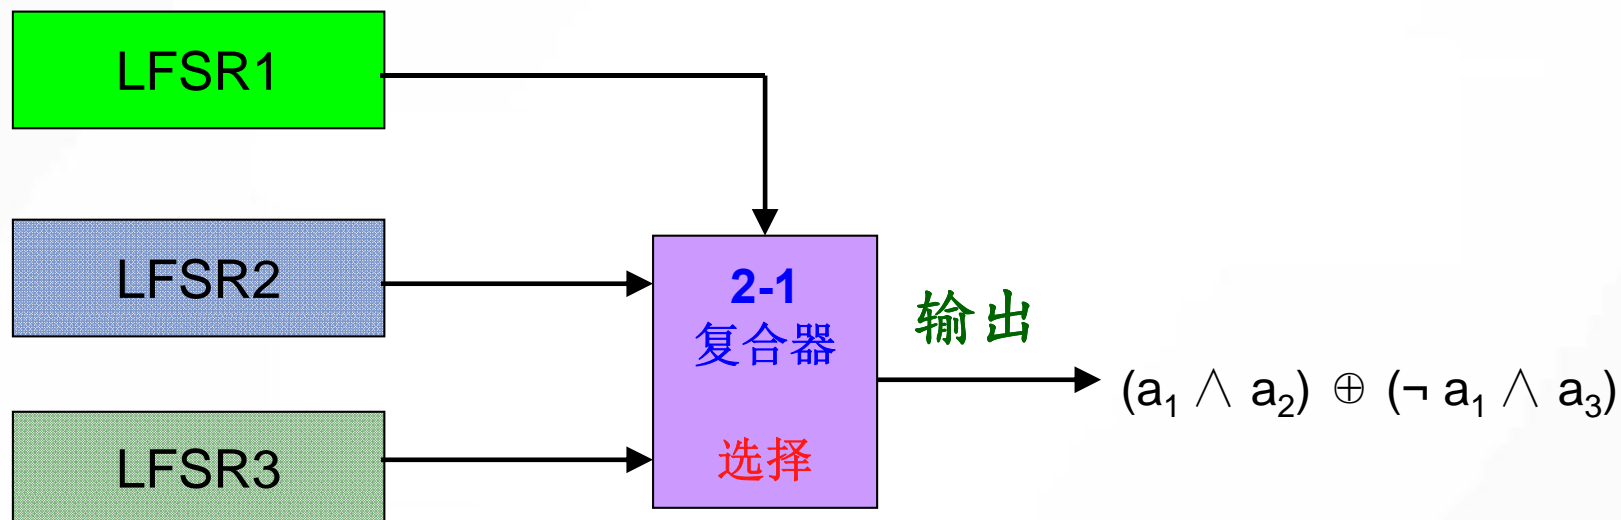 LFSR1
LFSR2
LFSR3
2-1
复合器
选择
输出
(a₁ ∧ a₂) ⊕ (¬ a₁ ∧ a₃)